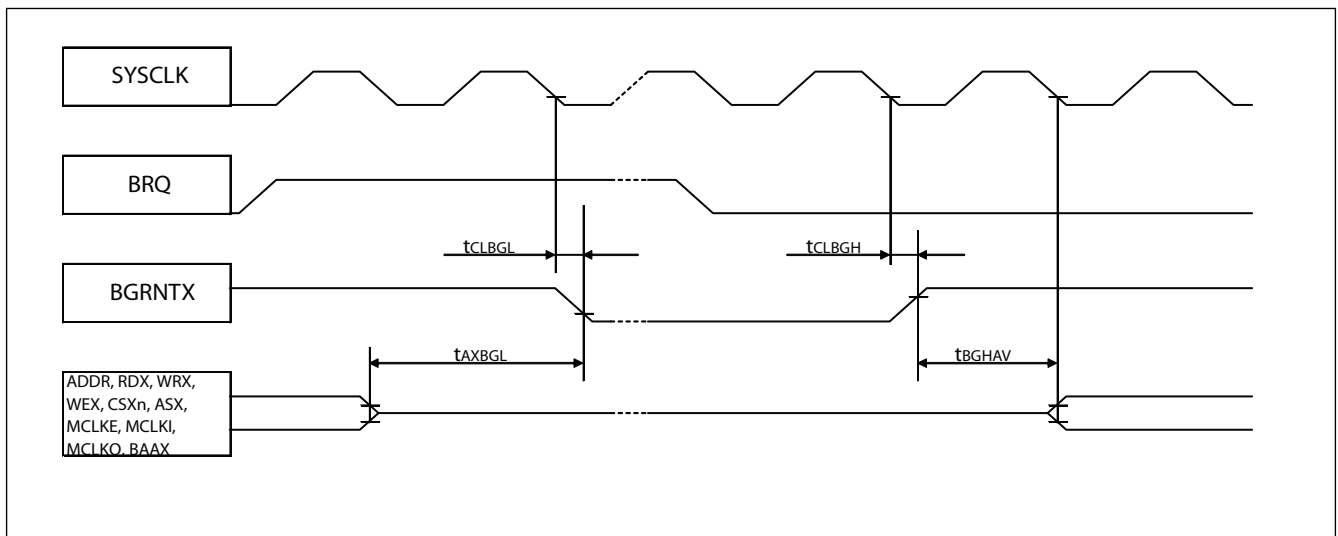 SYSCLK
BRQ
tCLBGL
tCLBGH
BGRNTX
tAXBGL
tBGHAV
ADDR, RDX, WRX,
WEX, CSXn, ASX,
MCLKE, MCLKI,
MCLKO, BAAX